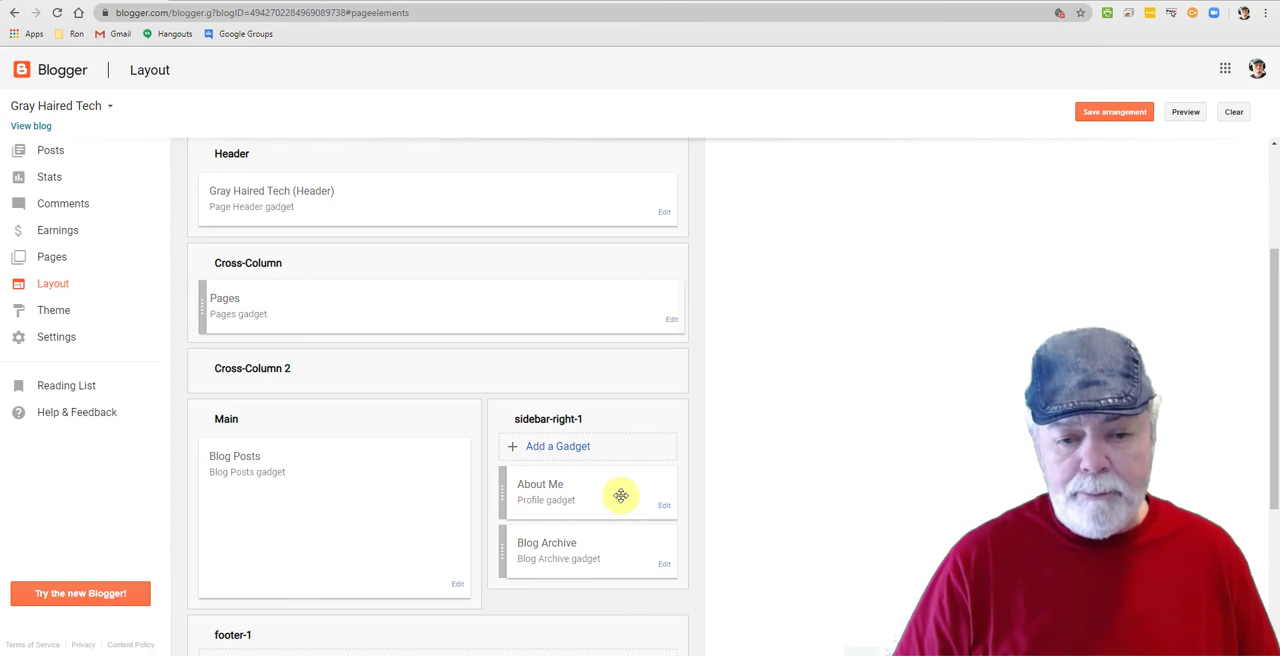 blogger.com/blogger.g?blogID=4942702284969089738#pageelements
Apps Ron Gmail Hangouts Google Groups
Blogger Layout
Gray Haired Tech
View blog
Save arrangement Preview Clear
Posts
Stats
Comments
Earnings
Pages
Layout
Theme
Settings
Reading List
Help & Feedback
Try the new Blogger!
Terms of Service | Privacy | Content Policy
Header
Gray Haired Tech (Header)
Page Header gadget
Edit
Cross-Column
Pages
Pages gadget
Edit
Cross-Column 2
Main
Blog Posts
Blog Posts gadget
Edit
sidebar-right-1
+ Add a Gadget
About Me
Profile gadget
Edit
Blog Archive
Blog Archive gadget
Edit
footer-1